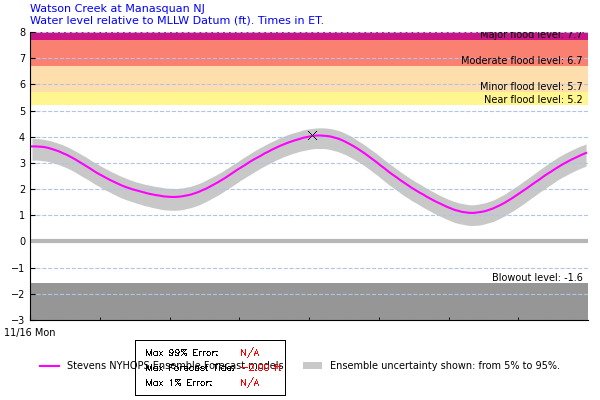 Watson Creek at Manasquan NJ
Water level relative to MLLW Datum (ft). Times in ET.
8
Major flood level: 7.7
7
Moderate flood level: 6.7
6
Minor flood level: 5.7
Near flood level: 5.2
5
4
3
2
1
0
−1
Blowout level: -1.6
−2
−3
11/16 Mon
Max 99% Error: N/A
Stevens NYHOPS Ensemble Forecast models
Ensemble uncertainty shown: from 5% to 95%.
Max Forecast Tide:
Max 1% Error: N/A